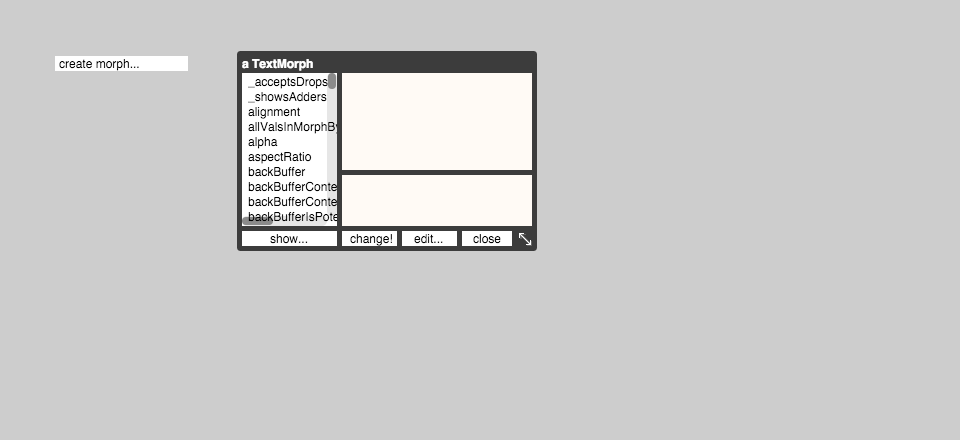 create morph...
a TextMorph
_acceptsDrops
_showsAdders
alignment
allValsInMorphBy
alpha
aspectRatio
backBuffer
backBufferConte
backBufferConte
backBufferIsPote
show...
change!
edit...
close